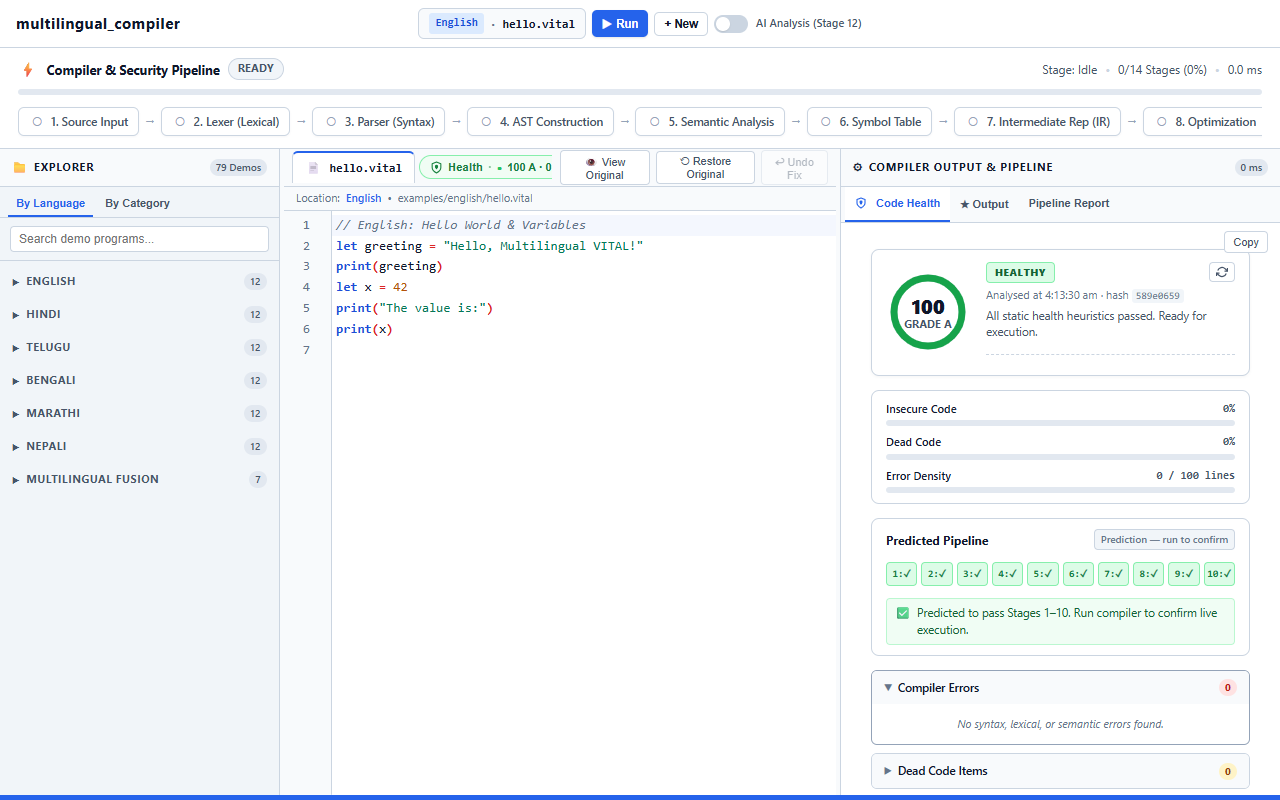 multilingual_compiler
English · hello.vital
▶ Run
+ New
AI Analysis (Stage 12)
Compiler & Security Pipeline READY
Stage: Idle • 0/14 Stages (0%) • 0.0 ms
1. Source Input → 2. Lexer (Lexical) → 3. Parser (Syntax) → 4. AST Construction → 5. Semantic Analysis → 6. Symbol Table → 7. Intermediate Rep (IR) → 8. Optimization
EXPLORER 79 Demos
By Language By Category
Search demo programs...
▶ ENGLISH 12
▶ HINDI 12
▶ TELUGU 12
▶ BENGALI 12
▶ MARATHI 12
▶ NEPALI 12
▶ MULTILINGUAL FUSION 7
hello.vital
Health · 100 A · 0
View Original
Restore Original
Undo Fix
Location: English • examples/english/hello.vital
1 // English: Hello World & Variables
2 let greeting = "Hello, Multilingual VITAL!"
3 print(greeting)
4 let x = 42
5 print("The value is:")
6 print(x)
7
COMPILER OUTPUT & PIPELINE 0 ms
Code Health ★ Output Pipeline Report
Copy
100
GRADE A
HEALTHY
Analysed at 4:13:30 am · hash 589e0659
All static health heuristics passed. Ready for
execution.
Insecure Code 0%
Dead Code 0%
Error Density 0 / 100 lines
Predicted Pipeline Prediction — run to confirm
1:✓ 2:✓ 3:✓ 4:✓ 5:✓ 6:✓ 7:✓ 8:✓ 9:✓ 10:✓
Predicted to pass Stages 1–10. Run compiler to confirm live
execution.
▼ Compiler Errors 0
No syntax, lexical, or semantic errors found.
▶ Dead Code Items 0